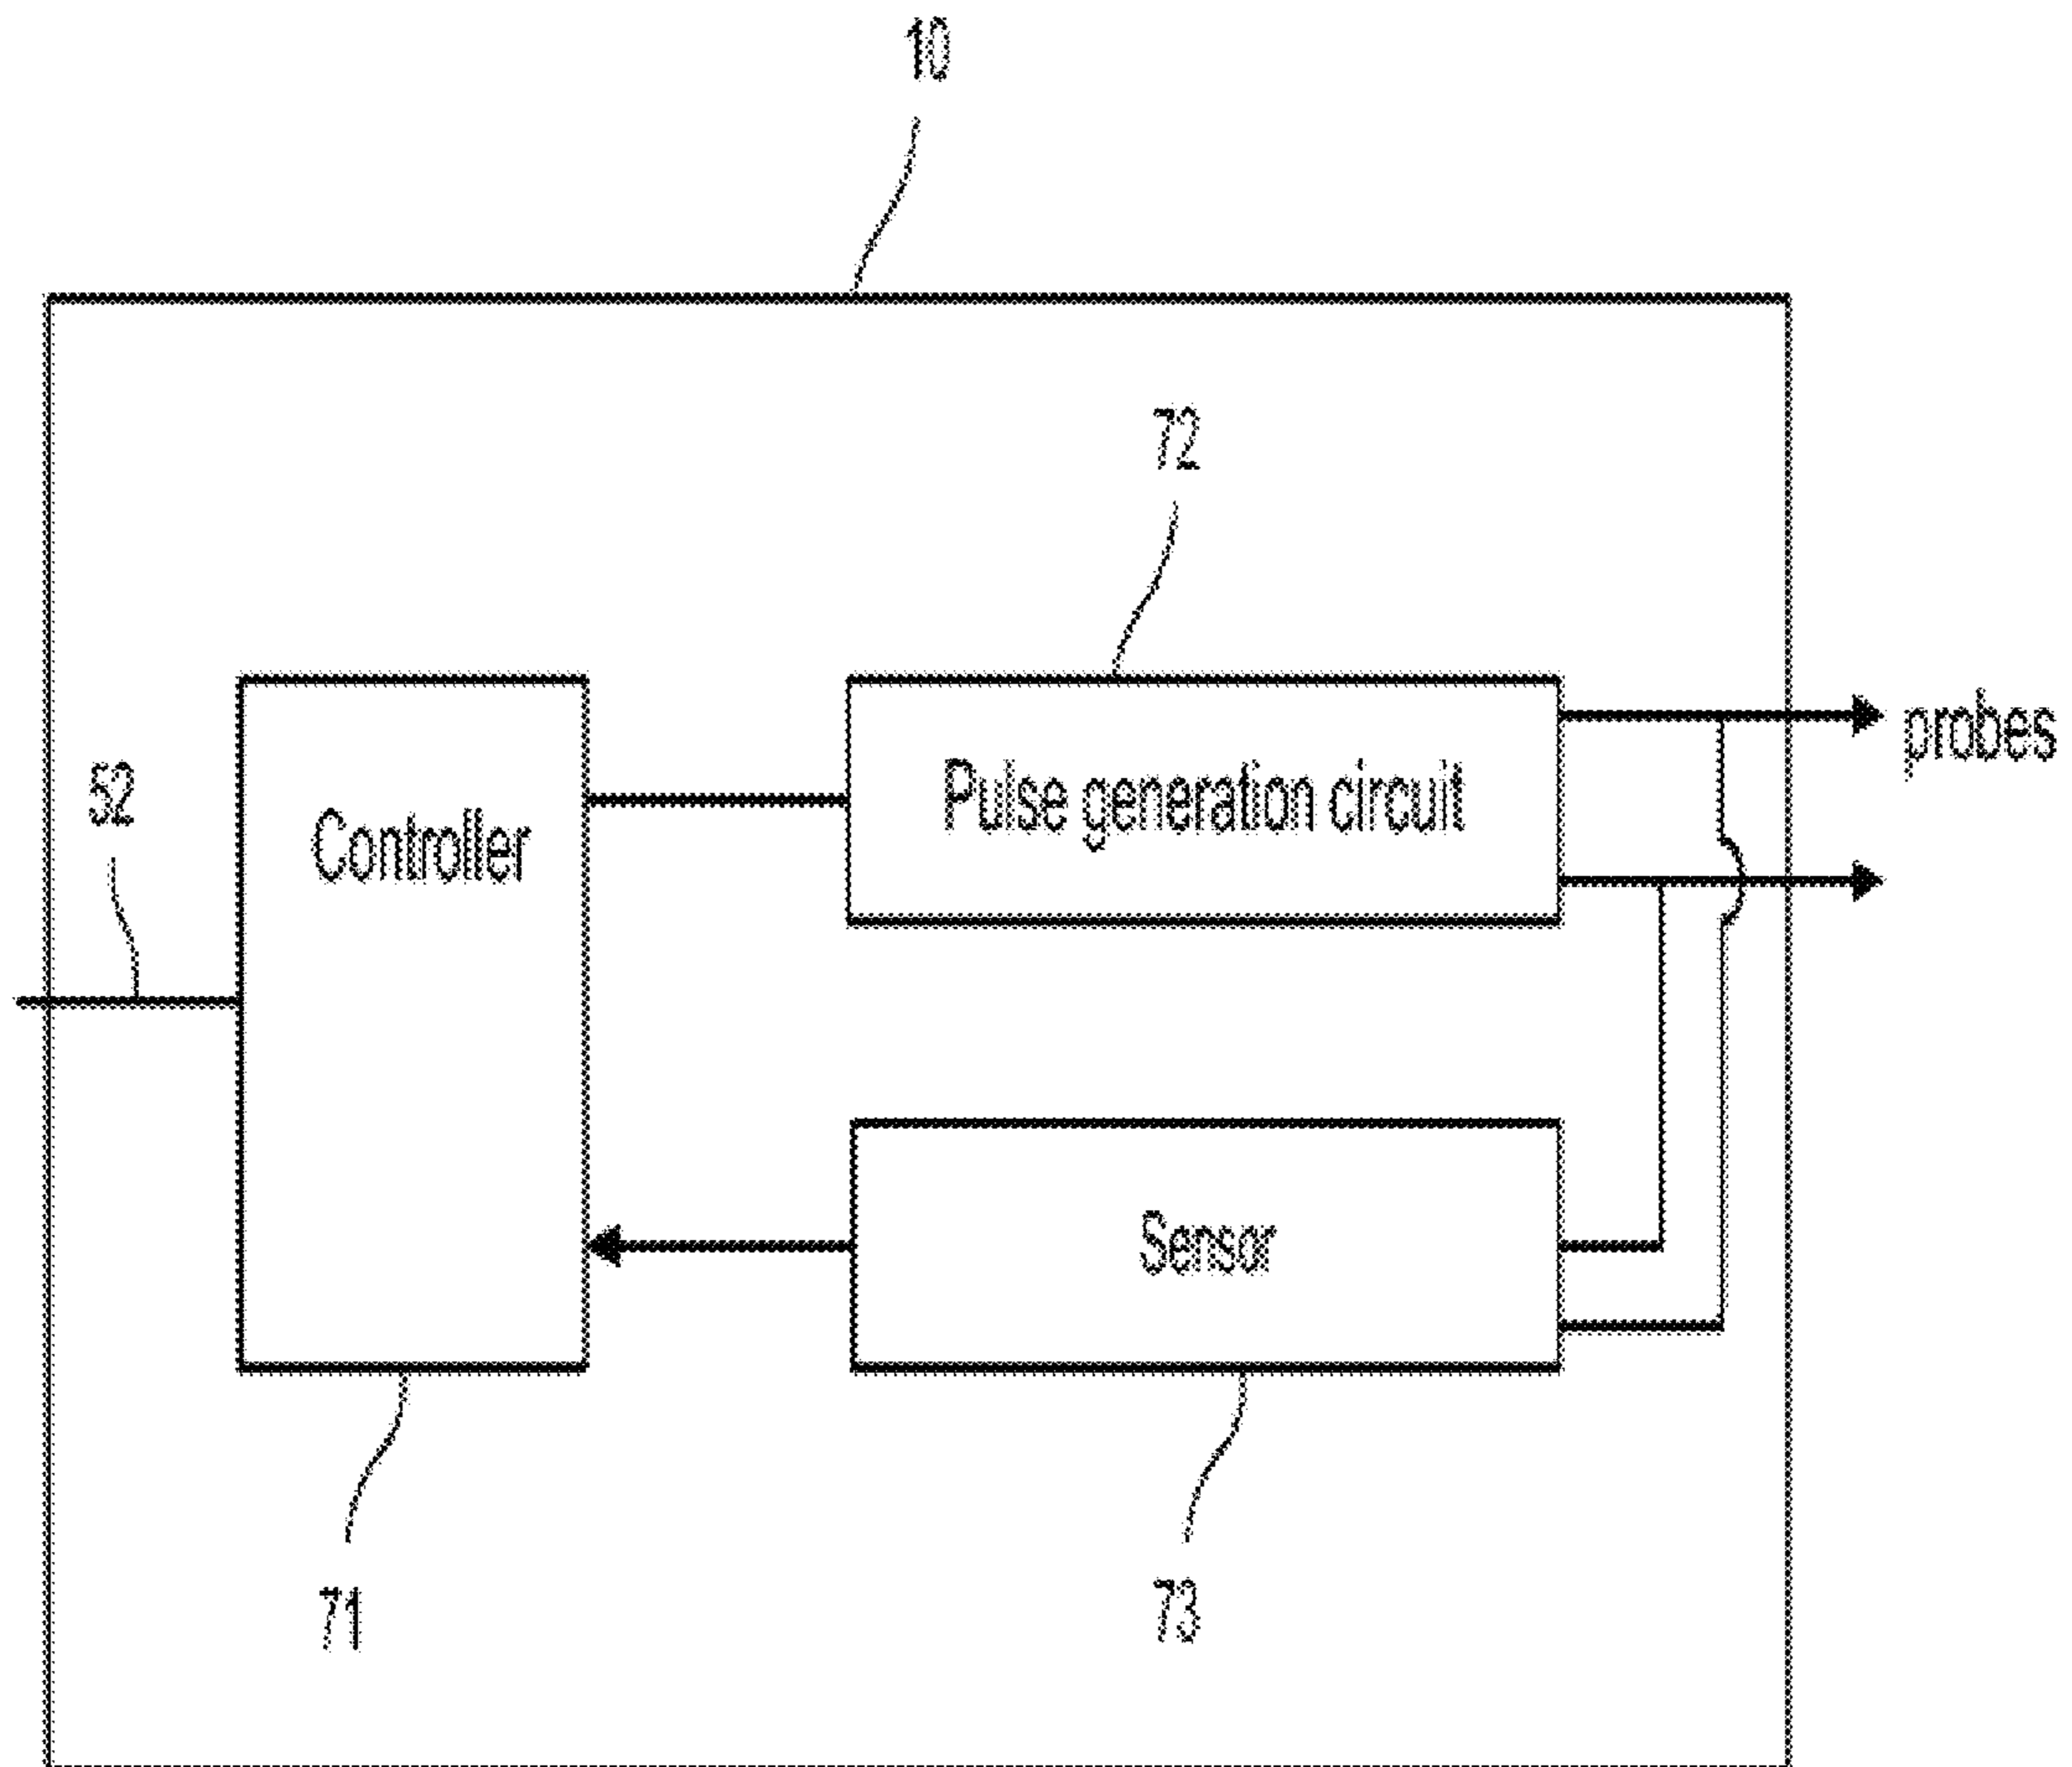 10
72
probes
52
Controller
Pulse generation circuit
Sensor
71
73